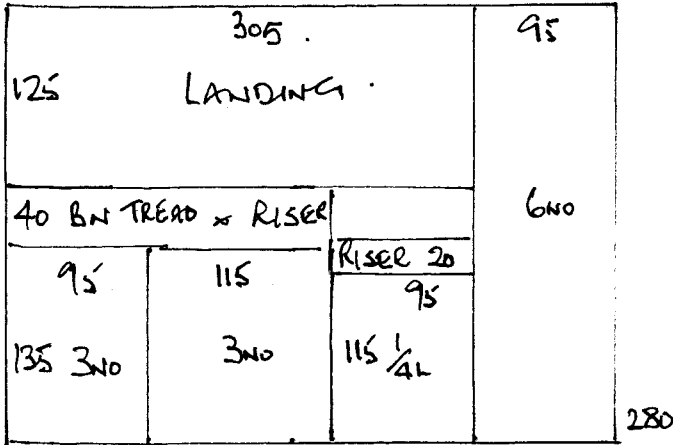 305.
95
125 LANDING.
6NO
40 BN TREAD & RISER
RISER 20
95
115
95
135 3NO
3NO
115 1/4L
280